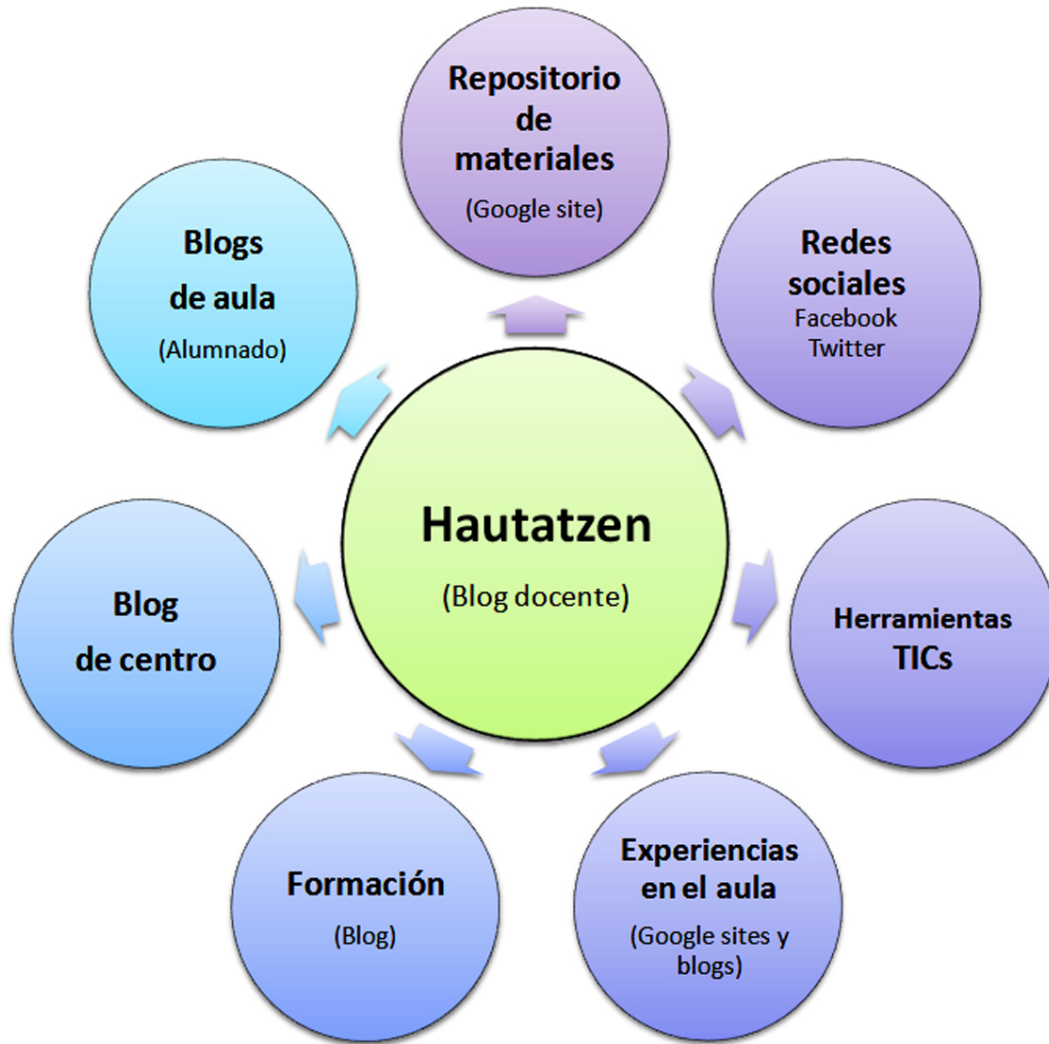 Repositorio
de
materiales
(Google site)
Redes
sociales
Facebook
Twitter
Herramientas
TICs
Experiencias
en el aula
(Google sites y
blogs)
Formación
(Blog)
Blog
de centro
Blogs
de aula
(Alumnado)
Hautatzen
(Blog docente)